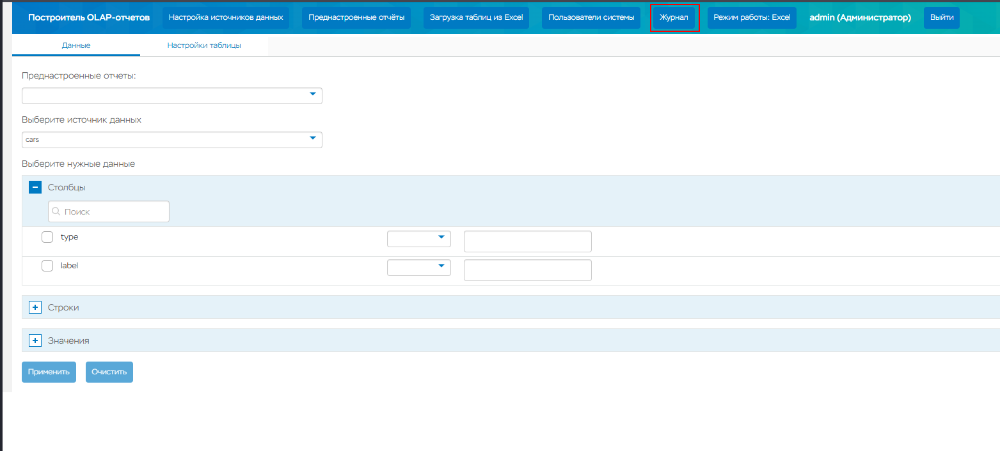 Построитель OLAP-отчетов Настройка источников данных Преднастроенные отчёты Загрузка таблиц из Excel Пользователи системы Журнал Режим работы: Excel admin (Администратор) Выйти
Данные Настройки таблицы
Преднастроенные отчеты:
Выберите источник данных
cars
Выберите нужные данные
Столбцы
Поиск
type
label
Строки
Значения
Применить Очистить